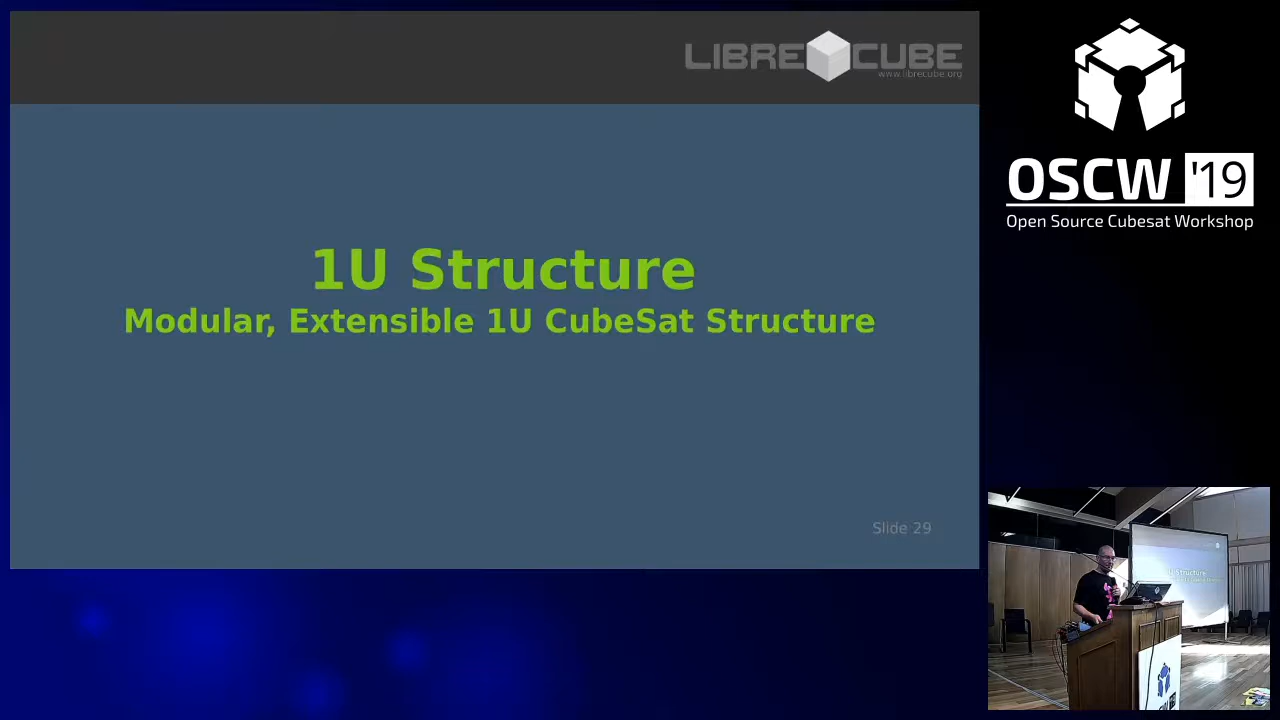 LIBRECUBE
www.librecube.org
1U Structure
Modular, Extensible 1U CubeSat Structure
Slide 29
OSCW '19
Open Source Cubesat Workshop